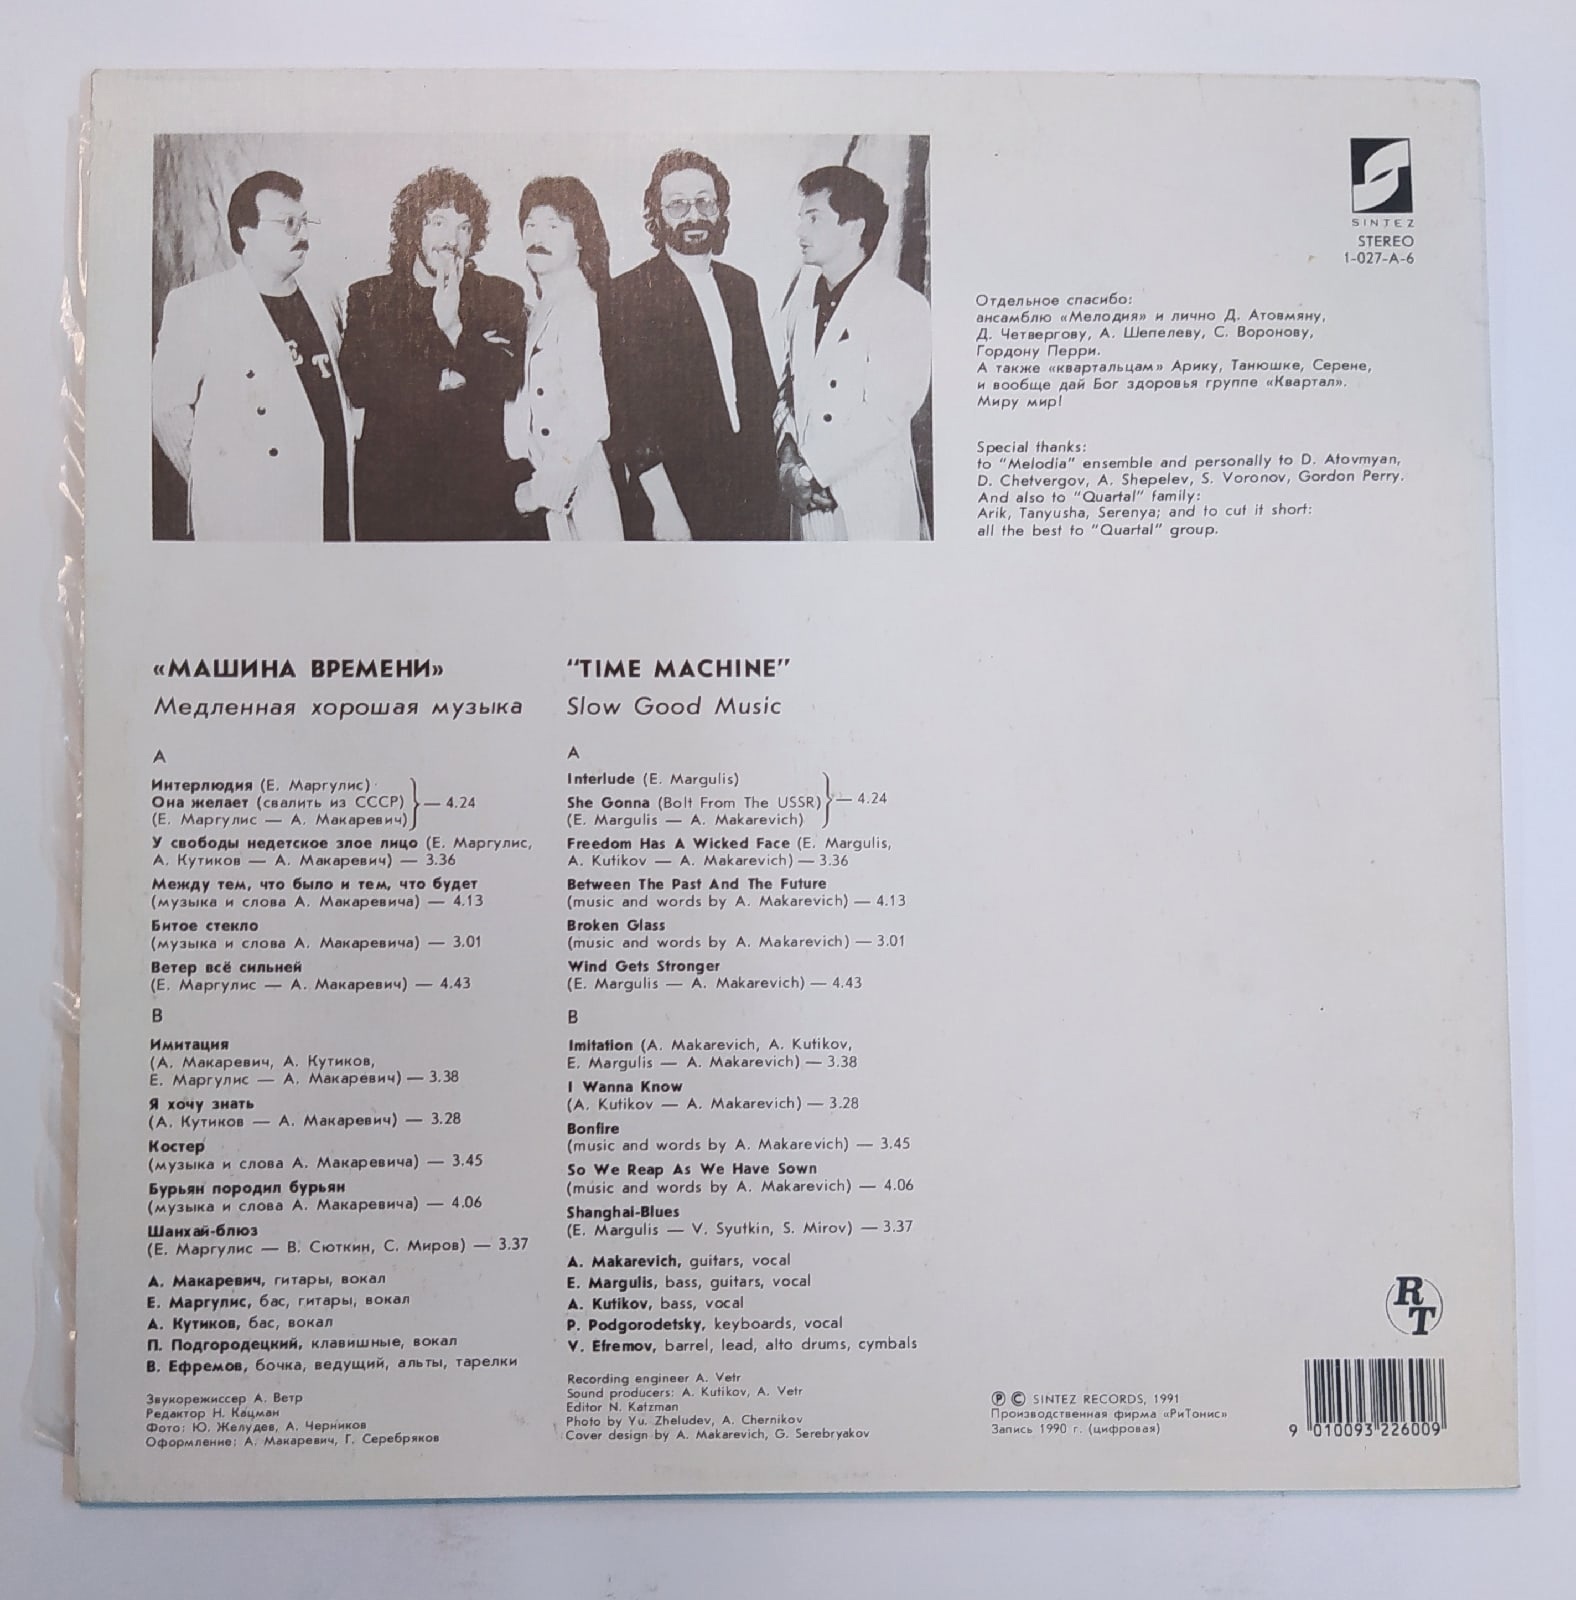 SINTEZ
STEREO
1-027-A-6
Отдельное спасибо:
ансамблю «Мелодия» и лично Д. Атовмяну,
Д. Четвергову, А. Шепелеву, С. Воронову,
Гордону Перри.
А также «квартальцам» Арику, Танюшке, Серене,
и вообще дай Бог здоровья группе «Квартал».
Миру мир!
Special thanks:
to "Melodia" ensemble and personally to D. Atovmyan,
D. Chetvergov, A. Shepelev, S. Voronov, Gordon Perry.
And also to "Quartal" family:
Arik, Tanyusha, Serenya; and to cut it short:
all the best to "Quartal" group.
«МАШИНА ВРЕМЕНИ»
Медленная хорошая музыка
A
Интерлюдия (Е. Маргулис)
Она желает (свалить из СССР) — 4.24
(Е. Маргулис — А. Макаревич)
У свободы недетское злое лицо (Е. Маргулис,
А. Кутиков — А. Макаревич) — 3.36
Между тем, что было и тем, что будет
(музыка и слова А. Макаревича) — 4.13
Битое стекло
(музыка и слова А. Макаревича) — 3.01
Ветер всё сильней
(Е. Маргулис — А. Макаревич) — 4.43
B
Имитация
(А. Макаревич, А. Кутиков,
Е. Маргулис — А. Макаревич) — 3.38
Я хочу знать
(А. Кутиков — А. Макаревич) — 3.28
Костер
(музыка и слова А. Макаревича) — 3.45
Бурьян породил бурьян
(музыка и слова А. Макаревича) — 4.06
Шанхай-блюз
(Е. Маргулис — В. Сюткин, С. Миров) — 3.37
А. Макаревич, гитары, вокал
Е. Маргулис, бас, гитары, вокал
А. Кутиков, бас, вокал
П. Подгородецкий, клавишные, вокал
В. Ефремов, бочка, ведущий, альты, тарелки
Звукорежиссер А. Ветр
Редактор Н. Кацман
Фото: Ю. Желудев, А. Черников
Оформление: А. Макаревич, Г. Серебряков
"TIME MACHINE"
Slow Good Music
A
Interlude (E. Margulis)
She Gonna (Bolt From The USSR) — 4.24
(E. Margulis — A. Makarevich)
Freedom Has A Wicked Face (E. Margulis,
A. Kutikov — A. Makarevich) — 3.36
Between The Past And The Future
(music and words by A. Makarevich) — 4.13
Broken Glass
(music and words by A. Makarevich) — 3.01
Wind Gets Stronger
(E. Margulis — A. Makarevich) — 4.43
B
Imitation (A. Makarevich, A. Kutikov,
E. Margulis — A. Makarevich) — 3.38
I Wanna Know
(A. Kutikov — A. Makarevich) — 3.28
Bonfire
(music and words by A. Makarevich) — 3.45
So We Reap As We Have Sown
(music and words by A. Makarevich) — 4.06
Shanghai-Blues
(E. Margulis — V. Syutkin, S. Mirov) — 3.37
A. Makarevich, guitars, vocal
E. Margulis, bass, guitars, vocal
A. Kutikov, bass, vocal
P. Podgorodetsky, keyboards, vocal
V. Efremov, barrel, lead, alto drums, cymbals
Recording engineer A. Vetr
Sound producers: A. Kutikov, A. Vetr
Editor N. Katzman
Photo by Yu. Zheludev, A. Chernikov
Cover design by A. Makarevich, G. Serebryakov
RT
Ⓟ © SINTEZ RECORDS, 1991
Производственная фирма «РиТонис»
Запись 1990 г. (цифровая)
9 010093 226009